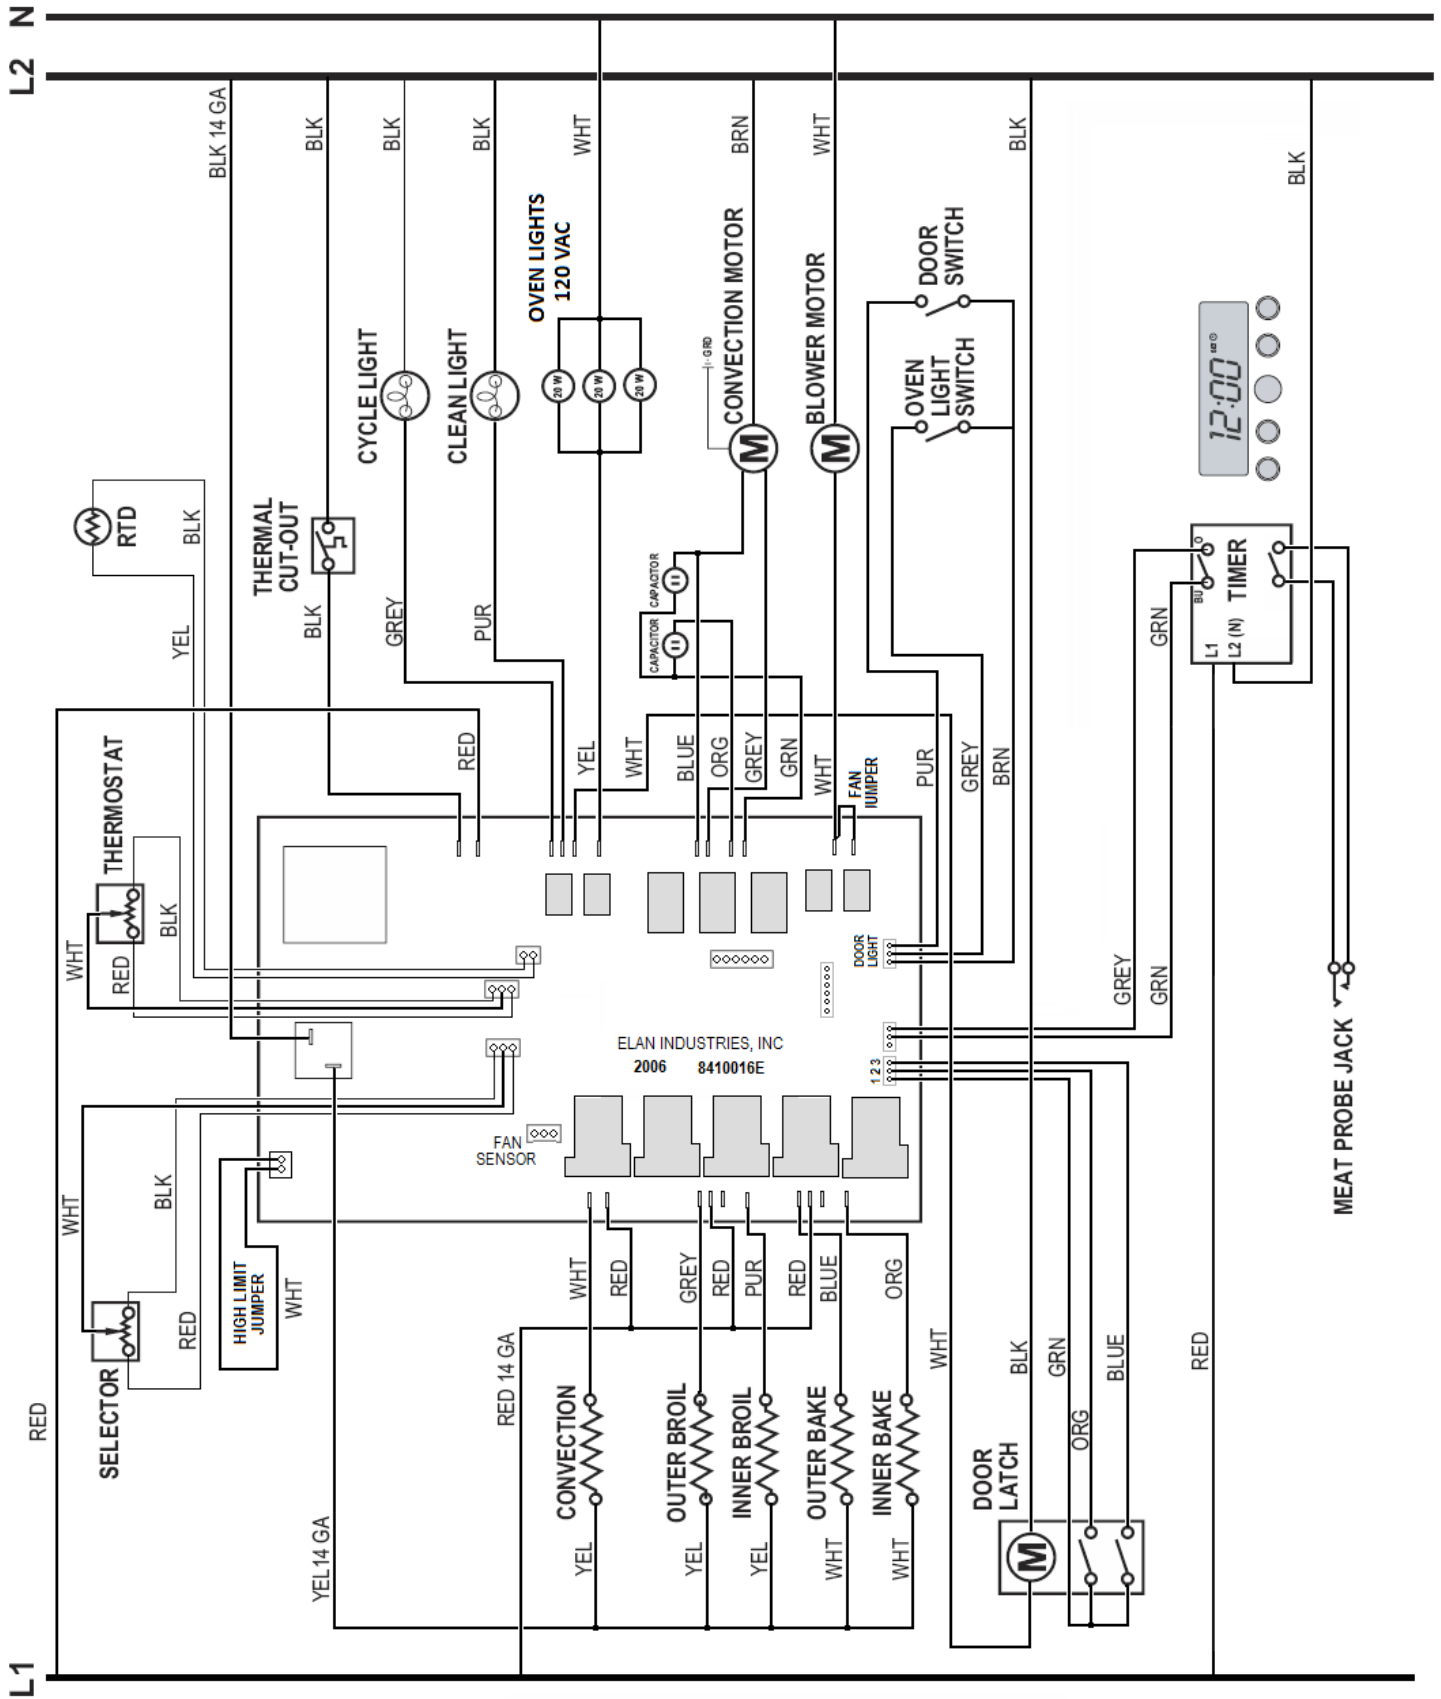 N
L2
BLK 14 GA
BLK
BLK
BLK
WHT
BRN
WHT
BLK
BLK
OVEN LIGHTS
120 VAC
CONVECTION MOTOR
GRD
BLOWER MOTOR
DOOR
SWITCH
OVEN
LIGHT
SWITCH
CYCLE LIGHT
CLEAN LIGHT
20 W
20 W
20 W
M
M
12:00
RTD
BLK
YEL
THERMAL
CUT-OUT
BLK
GREY
PUR
CAPACITOR
CAPACITOR
O
BU
TIMER
L1
L2 (N)
GRN
THERMOSTAT
WHT
RED
BLK
RED
YEL
WHT
BLUE
ORG
GREY
GRN
WHT
FAN
JUMPER
PUR
GREY
BRN
DOOR
LIGHT
GREY
GRN
ELAN INDUSTRIES, INC
2006 8410016E
1 2 3
FAN
SENSOR
MEAT PROBE JACK
WHT
BLK
RED
SELECTOR
HIGH LIMIT
JUMPER
WHT
RED
WHT
RED
GREY
RED
PUR
RED
BLUE
ORG
RED 14 GA
YEL14 GA
CONVECTION
OUTER BROIL
INNER BROIL
OUTER BAKE
INNER BAKE
YEL
YEL
YEL
WHT
WHT
WHT
BLK
GRN
ORG
BLUE
RED
DOOR
LATCH
M
L1